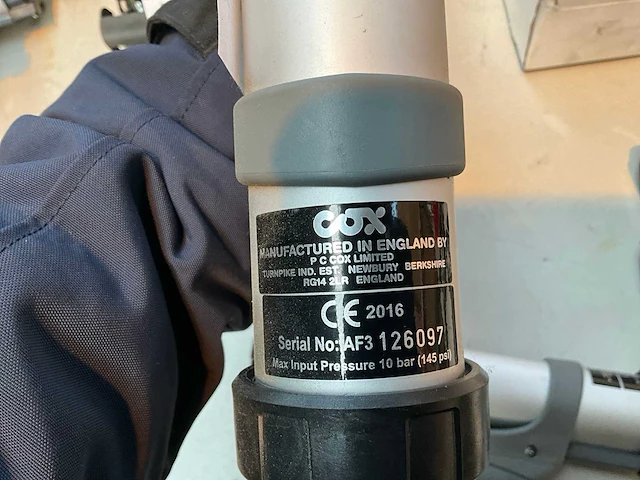 COX
MANUFACTURED IN ENGLAND BY
P C COX LIMITED
TURNPIKE IND. EST. NEWBURY BERKSHIRE
RG14 2LR ENGLAND
CE 2016
Serial No: AF3 126097
Max Input Pressure 10 bar (145 psi)